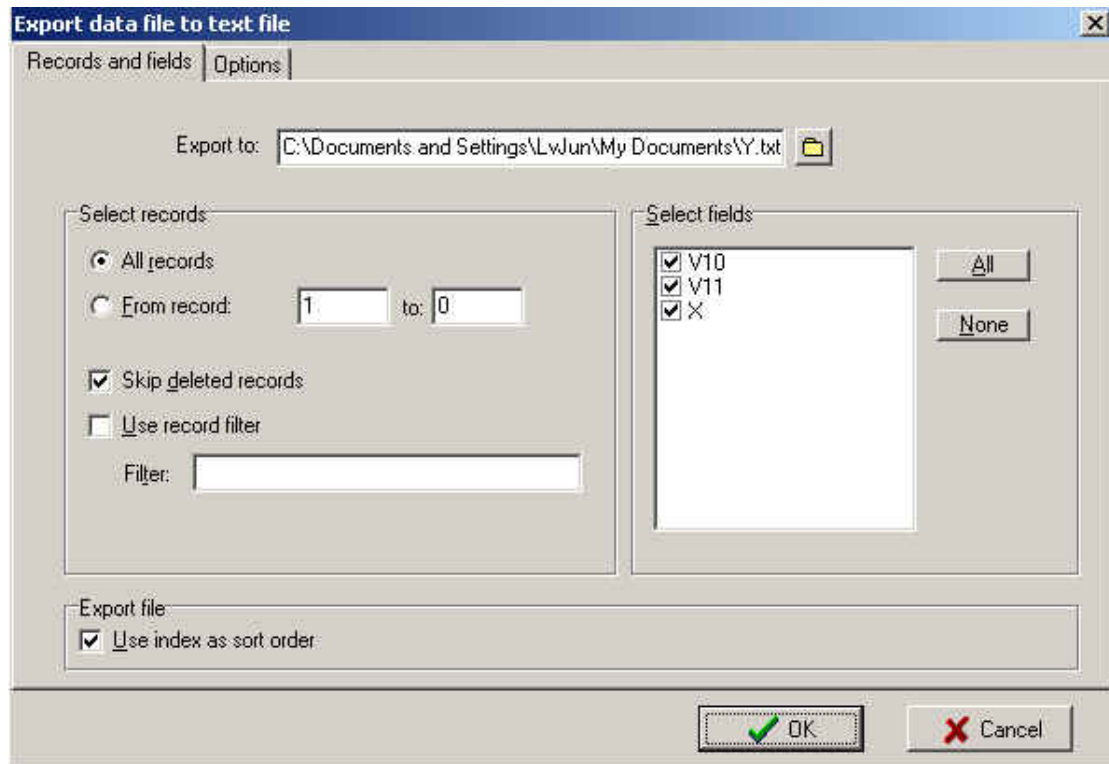 Export data file to text file
Records and fields
Options
Export to: C:\Documents and Settings\LwJun\My Documents\Y.txt
Select records
All records
From record: 1 to: 0
Skip deleted records
Use record filter
Filter:
Select fields
V10
V11
X
All
None
Export file
Use index as sort order
OK
Cancel